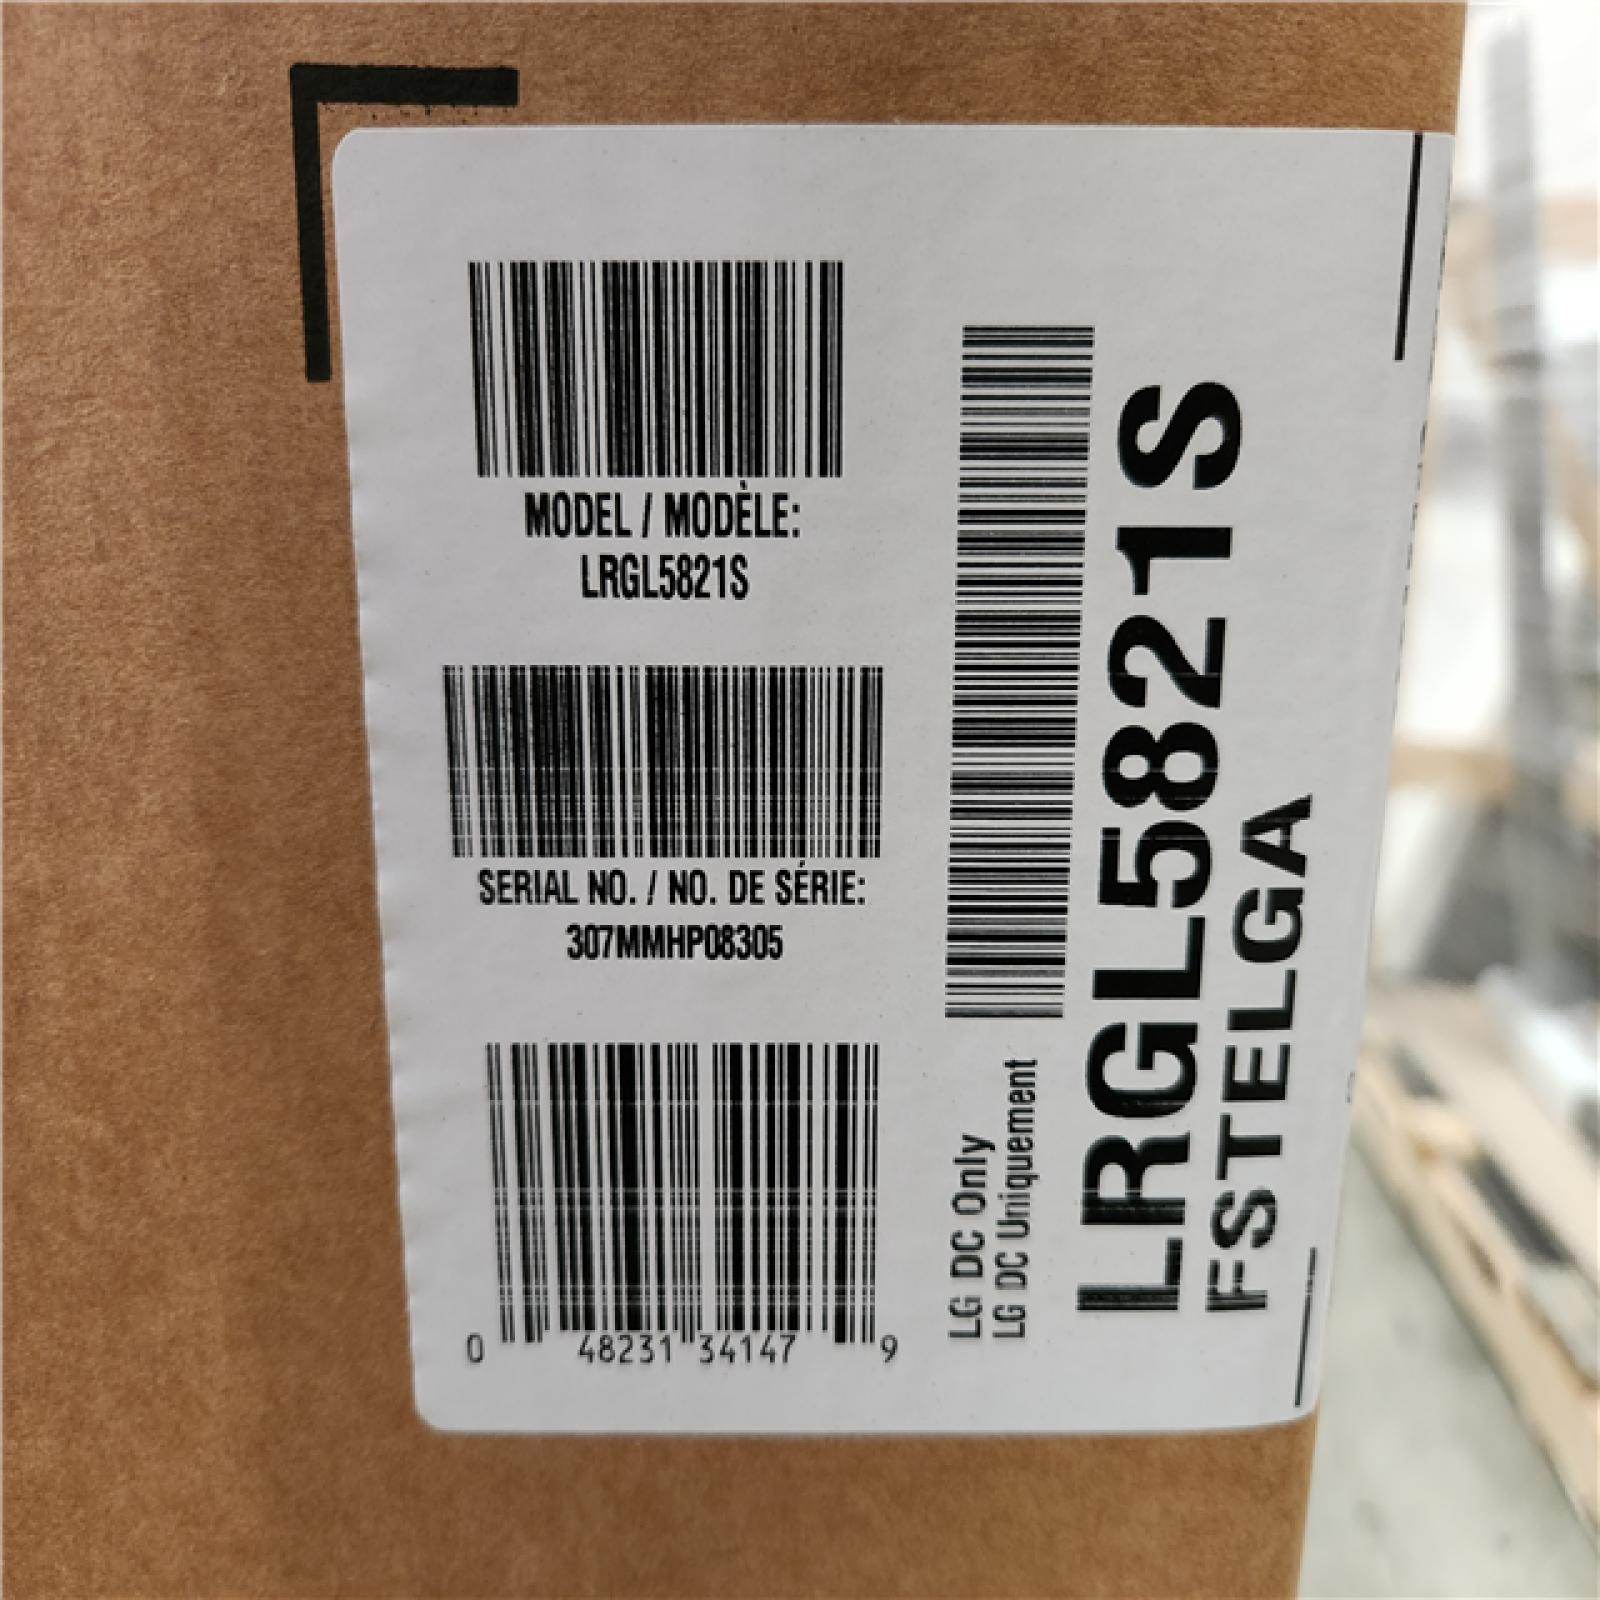 MODEL / MODÈLE:
LRGL5821S
SERIAL NO. / NO. DE SÉRIE:
307MMHP08305
0 48231 34147 9
LG DC Only
LG DC Uniquement
LRGL5821S
FSTELGA